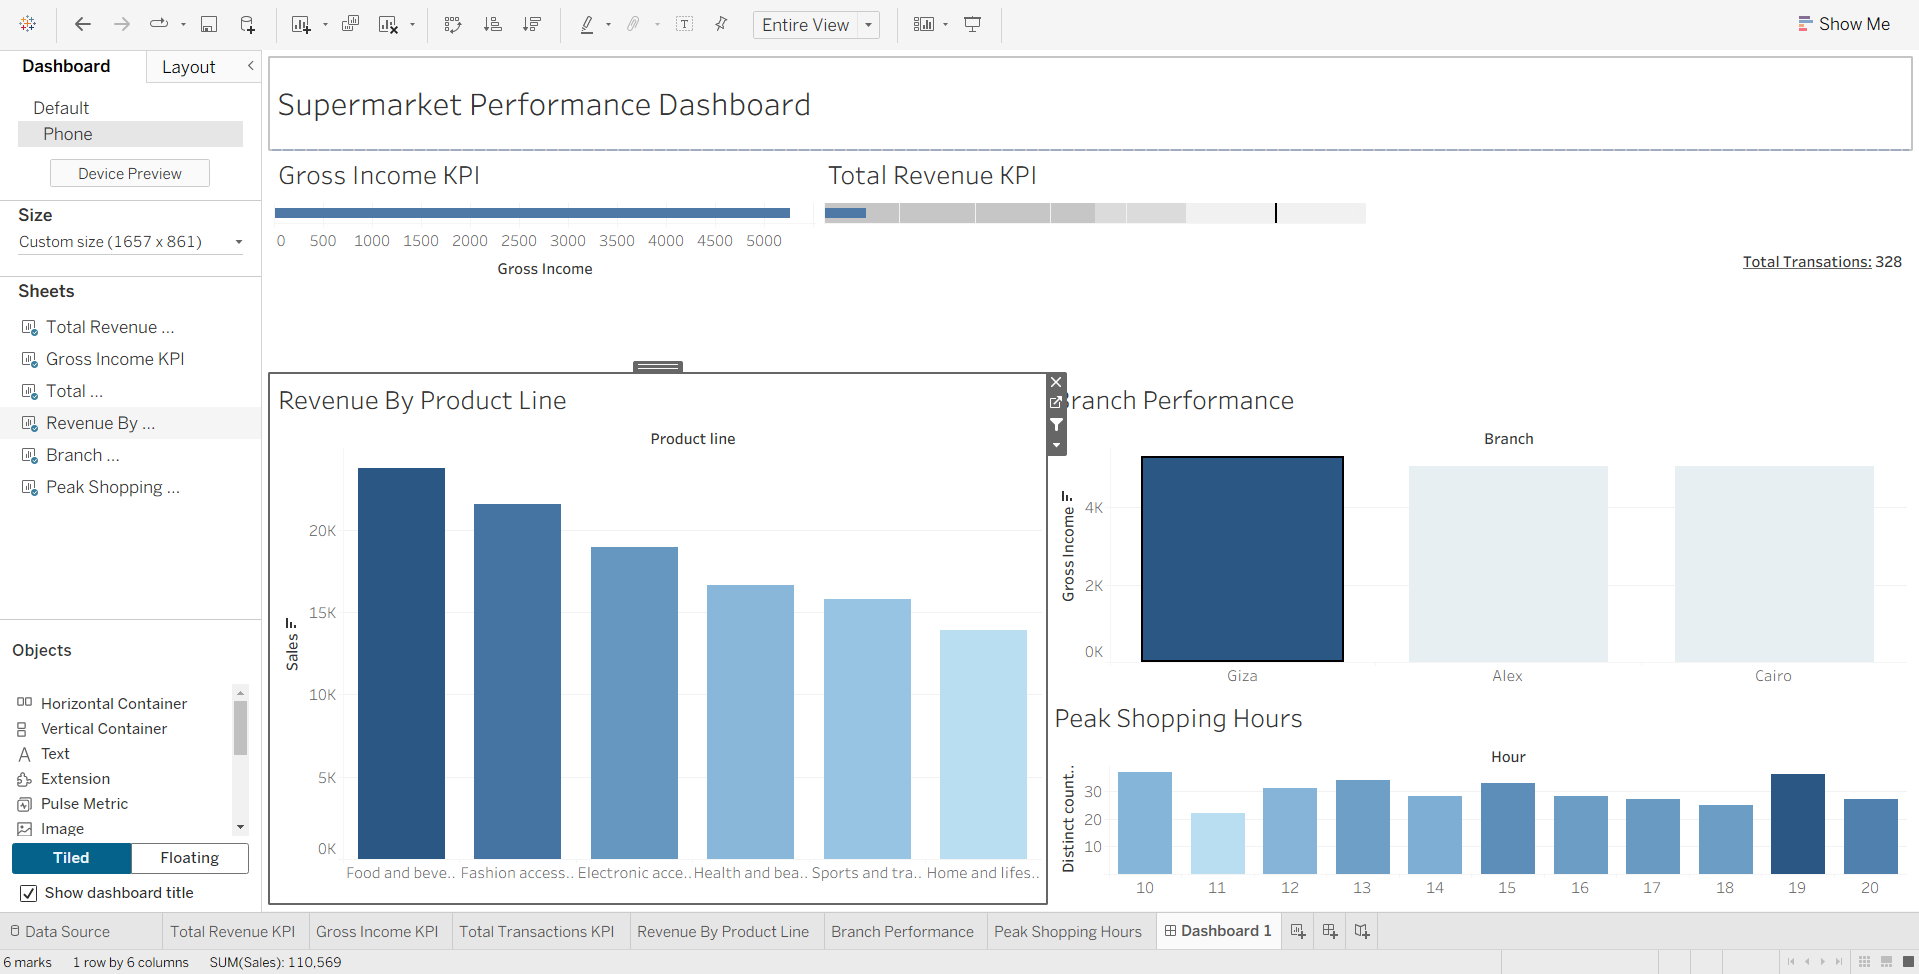 Entire View
Show Me
Dashboard
Layout
Default
Phone
Device Preview
Size
Custom size (1657 x 861)
Sheets
Total Revenue ...
Gross Income KPI
Total ...
Revenue By ...
Branch ...
Peak Shopping ...
Objects
Horizontal Container
Vertical Container
Text
Extension
Pulse Metric
Image
Tiled
Floating
Show dashboard title
Supermarket Performance Dashboard
Gross Income KPI
0 500 1000 1500 2000 2500 3000 3500 4000 4500 5000
Gross Income
Total Revenue KPI
Total Transations: 328
Revenue By Product Line
Product line
Sales
20K
15K
10K
5K
0K
Food and beve.. Fashion access.. Electronic acce.. Health and bea.. Sports and tra.. Home and lifes..
Branch Performance
Branch
Gross Income
4K
2K
0K
Giza Alex Cairo
Peak Shopping Hours
Hour
Distinct count..
30
20
10
10 11 12 13 14 15 16 17 18 19 20
Data Source
Total Revenue KPI
Gross Income KPI
Total Transactions KPI
Revenue By Product Line
Branch Performance
Peak Shopping Hours
Dashboard 1
6 marks 1 row by 6 columns SUM(Sales): 110,569